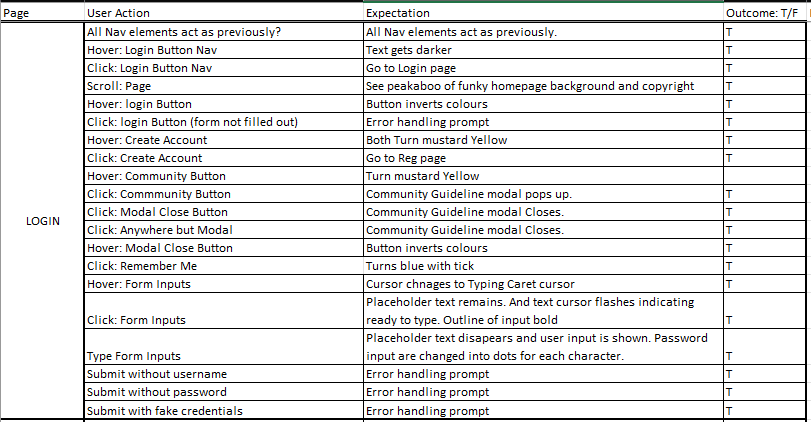 Page User Action Expectation Outcome: T/F
All Nav elements act as previously? All Nav elements act as previously. T
Hover: Login Button Nav Text gets darker T
Click: Login Button Nav Go to Login page T
Scroll: Page See peakaboo of funky homepage background and copyright T
Hover: login Button Button inverts colours T
Click: login Button (form not filled out) Error handling prompt T
Hover: Create Account Both Turn mustard Yellow T
Click: Create Account Go to Reg page T
Hover: Community Button Turn mustard Yellow
Click: Commmunity Button Community Guideline modal pops up. T
Click: Modal Close Button Community Guideline modal Closes. T
LOGIN
Click: Anywhere but Modal Community Guideline modal Closes. T
Hover: Modal Close Button Button inverts colours T
Click: Remember Me Turns blue with tick T
Hover: Form Inputs Cursor chnages to Typing Caret cursor T
Placeholder text remains. And text cursor flashes indicating
Click: Form Inputs ready to type. Outline of input bold T
Placeholder text disapears and user input is shown. Password
Type Form Inputs input are changed into dots for each character. T
Submit without username Error handling prompt T
Submit without password Error handling prompt T
Submit with fake credentials Error handling prompt T